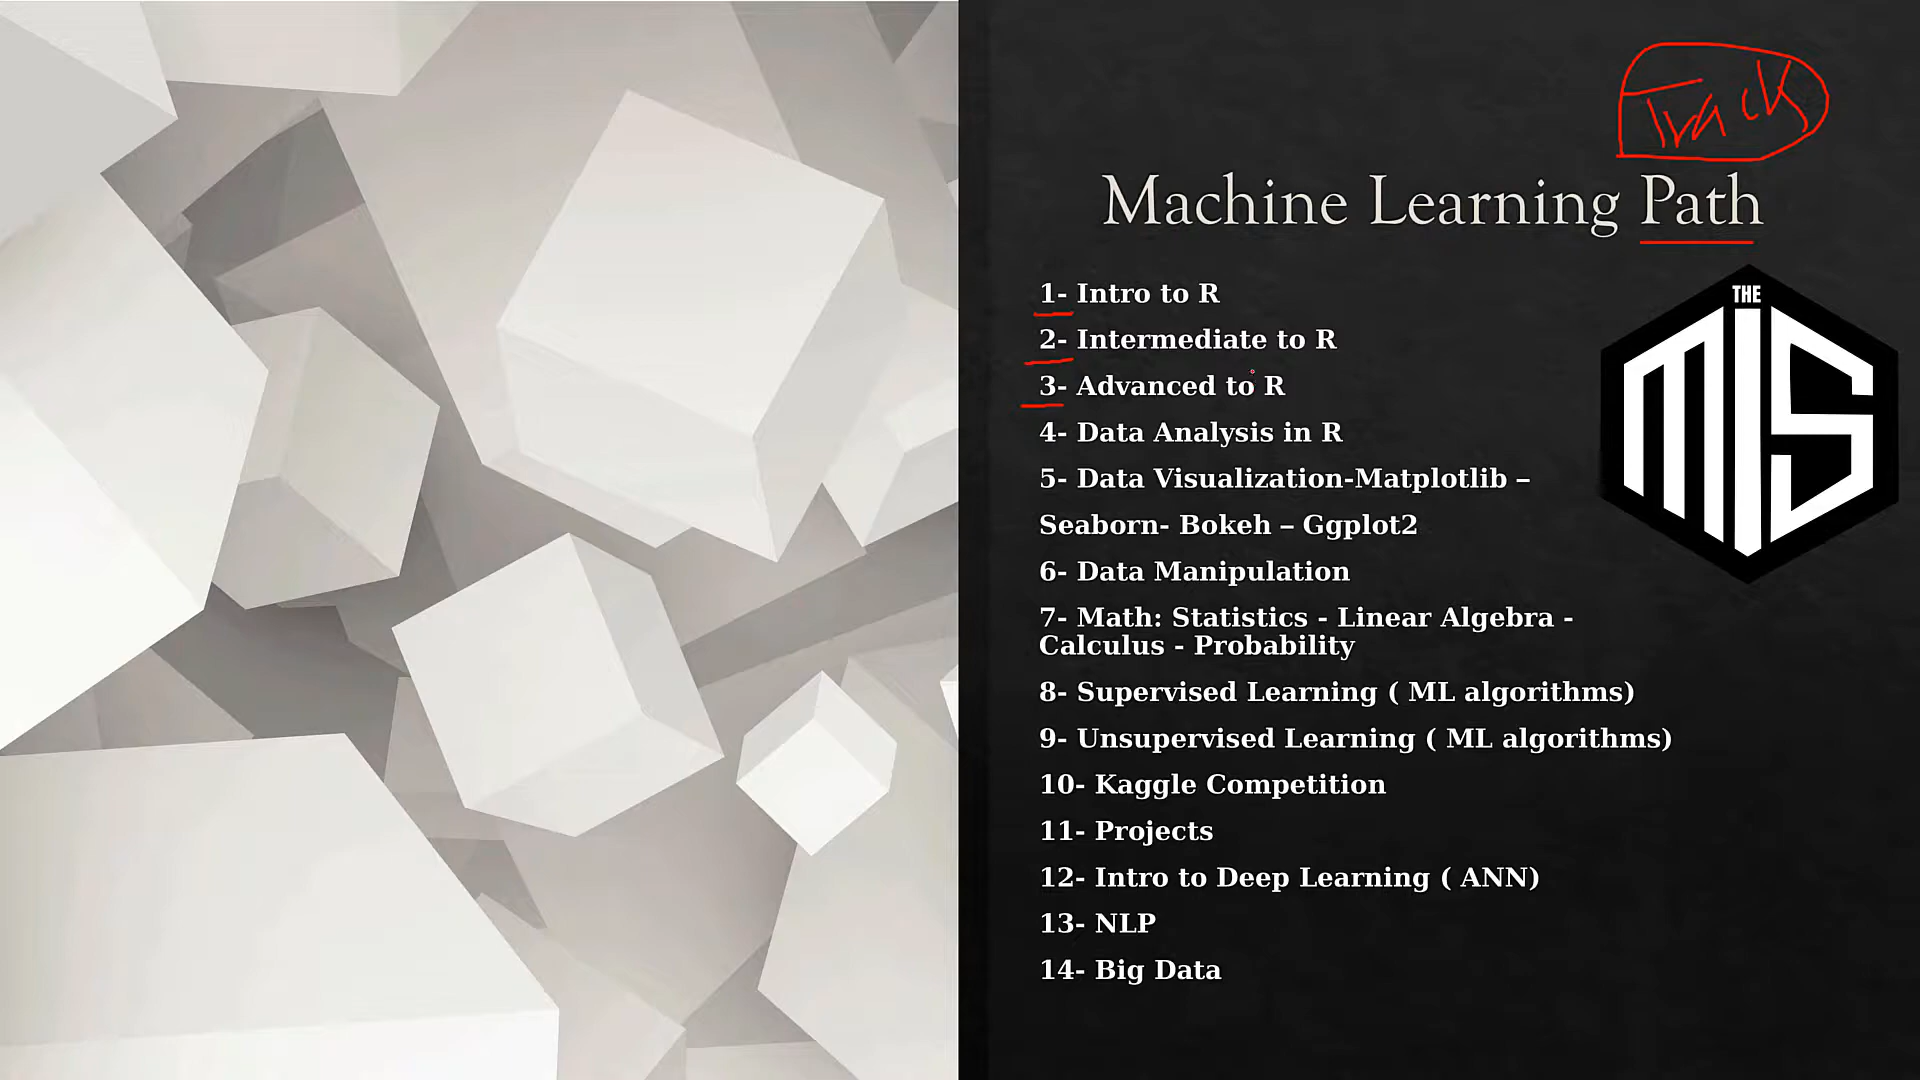 Track
Machine Learning Path
THE
MIS
1- Intro to R
2- Intermediate to R
3- Advanced to R
4- Data Analysis in R
5- Data Visualization-Matplotlib –
Seaborn- Bokeh – Ggplot2
6- Data Manipulation
7- Math: Statistics - Linear Algebra -
Calculus - Probability
8- Supervised Learning ( ML algorithms)
9- Unsupervised Learning ( ML algorithms)
10- Kaggle Competition
11- Projects
12- Intro to Deep Learning ( ANN)
13- NLP
14- Big Data